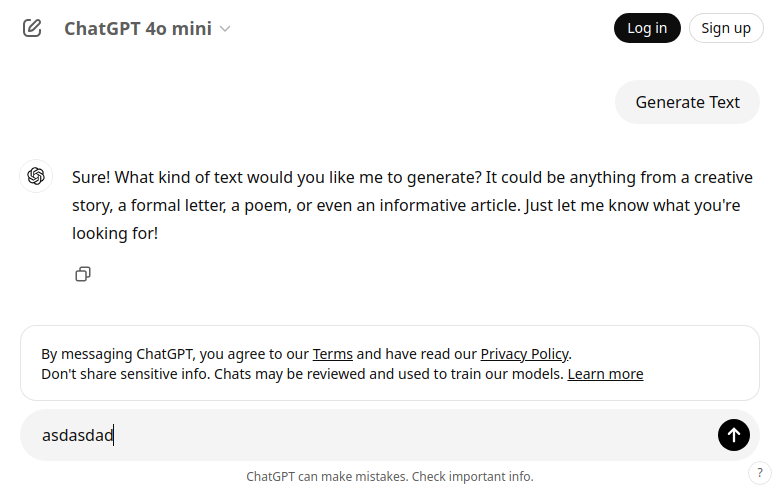 ChatGPT 4o mini
Log in
Sign up
Generate Text
Sure! What kind of text would you like me to generate? It could be anything from a creative
story, a formal letter, a poem, or even an informative article. Just let me know what you're
looking for!
By messaging ChatGPT, you agree to our Terms and have read our Privacy Policy.
Don't share sensitive info. Chats may be reviewed and used to train our models. Learn more
asdasdad
ChatGPT can make mistakes. Check important info.
?